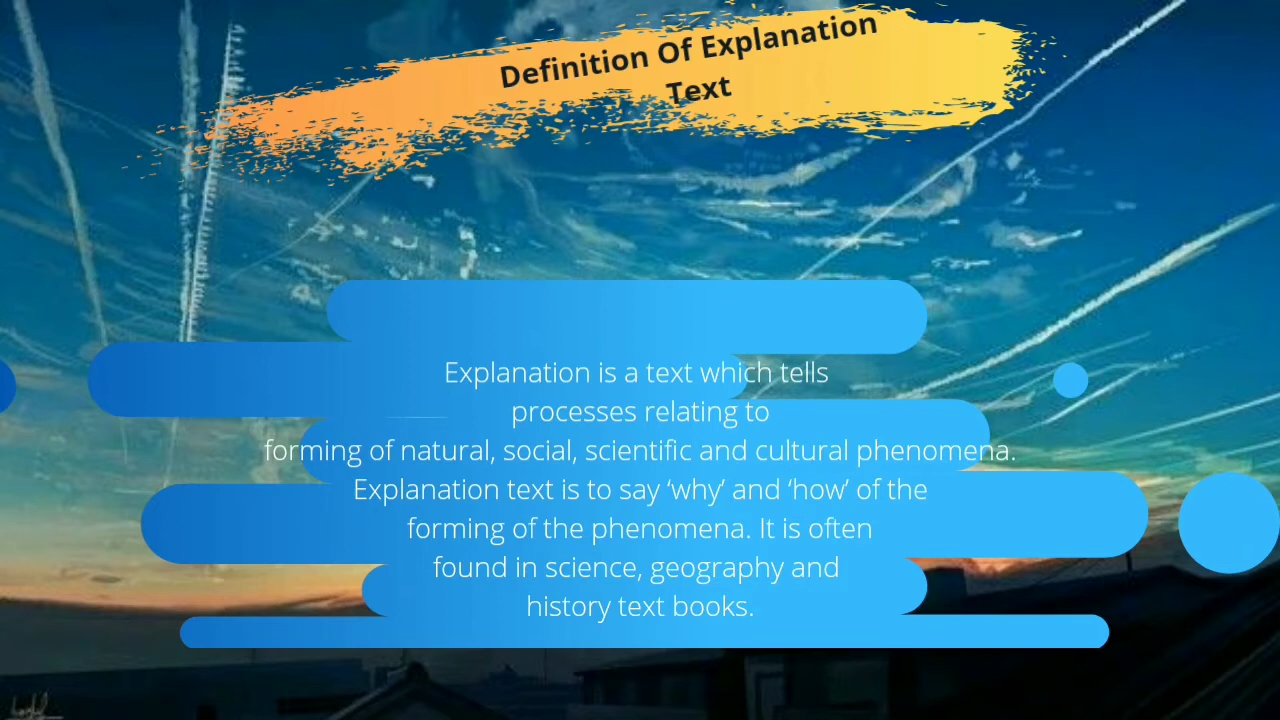 Definition Of Explanation
Text
Explanation is a text which tells
processes relating to
forming of natural, social, scientific and cultural phenomena.
Explanation text is to say ‘why’ and ‘how’ of the
forming of the phenomena. It is often
found in science, geography and
history text books.